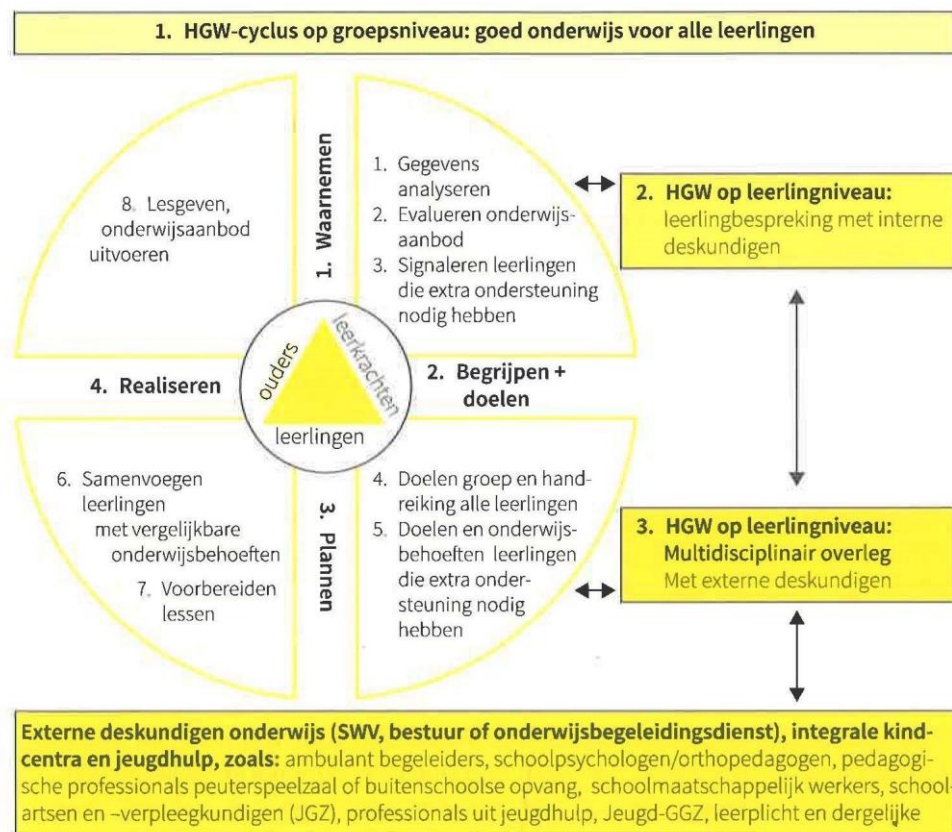 1. HGW-cyclus op groepsniveau: goed onderwijs voor alle leerlingen
1. Waarnemen
8. Lesgeven,
onderwijsaanbod
uitvoeren
1. Gegevens
analyseren
2. Evalueren onderwijs-
aanbod
3. Signaleren leerlingen
die extra ondersteuning
nodig hebben
2. HGW op leerlingniveau:
leerlingbespreking met interne
deskundigen
4. Realiseren
ouders
leerkrachten
leerlingen
2. Begrijpen +
doelen
6. Samenvoegen
leerlingen
met vergelijkbare
onderwijsbehoeften
7. Voorbereiden
lessen
3. Plannen
4. Doelen groep en hand-
reiking alle leerlingen
5. Doelen en onderwijs-
behoeften leerlingen
die extra onder-
steuning nodig
hebben
3. HGW op leerlingniveau:
Multidisciplinair overleg
Met externe deskundigen
Externe deskundigen onderwijs (SWV, bestuur of onderwijsbegeleidingsdienst), integrale kind-
centra en jeugdhulp, zoals: ambulant begeleiders, schoolpsychologen/orthopedagogen, pedagogi-
sche professionals peuterspeelzaal of buitenschoolse opvang, schoolmaatschappelijk werkers, school-
artsen en –verpleegkundigen (JGZ), professionals uit jeugdhulp, Jeugd-GGZ, leerplicht en dergelijke